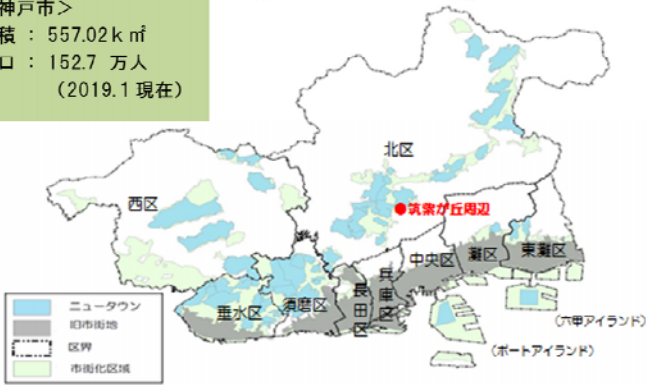 神戸市＞
積 ： 557.02k㎡
口 ： 152.7 万人
（2019.1 現在）
北区
西区
筑紫が丘周辺
中央区
灘区
東灘区
兵庫区
長田区
須磨区
垂水区
（六甲アイランド）
（ポートアイランド）
ニュータウン
旧市街地
区界
市街化区域